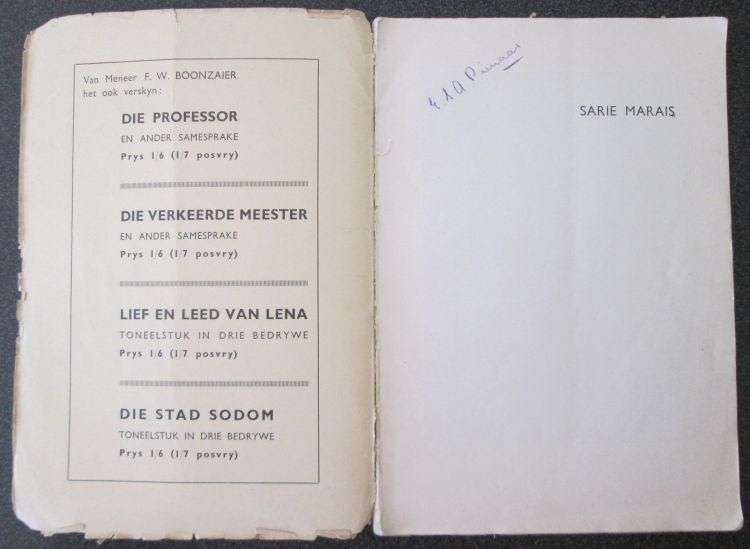 Van Meneer F. W. BOONZAIER
het ook verskyn:
DIE PROFESSOR
EN ANDER SAMESPRAKE
Prys 1/6 (1/7 posvry)
DIE VERKEERDE MEESTER
EN ANDER SAMESPRAKE
Prys 1/6 (1/7 posvry)
LIEF EN LEED VAN LENA
TONEELSTUK IN DRIE BEDRYWE
Prys 1/6 (1/7 posvry)
DIE STAD SODOM
TONEELSTUK IN DRIE BEDRYWE
Prys 1/6 (1/7 posvry)
Pienaar
SARIE MARAIS